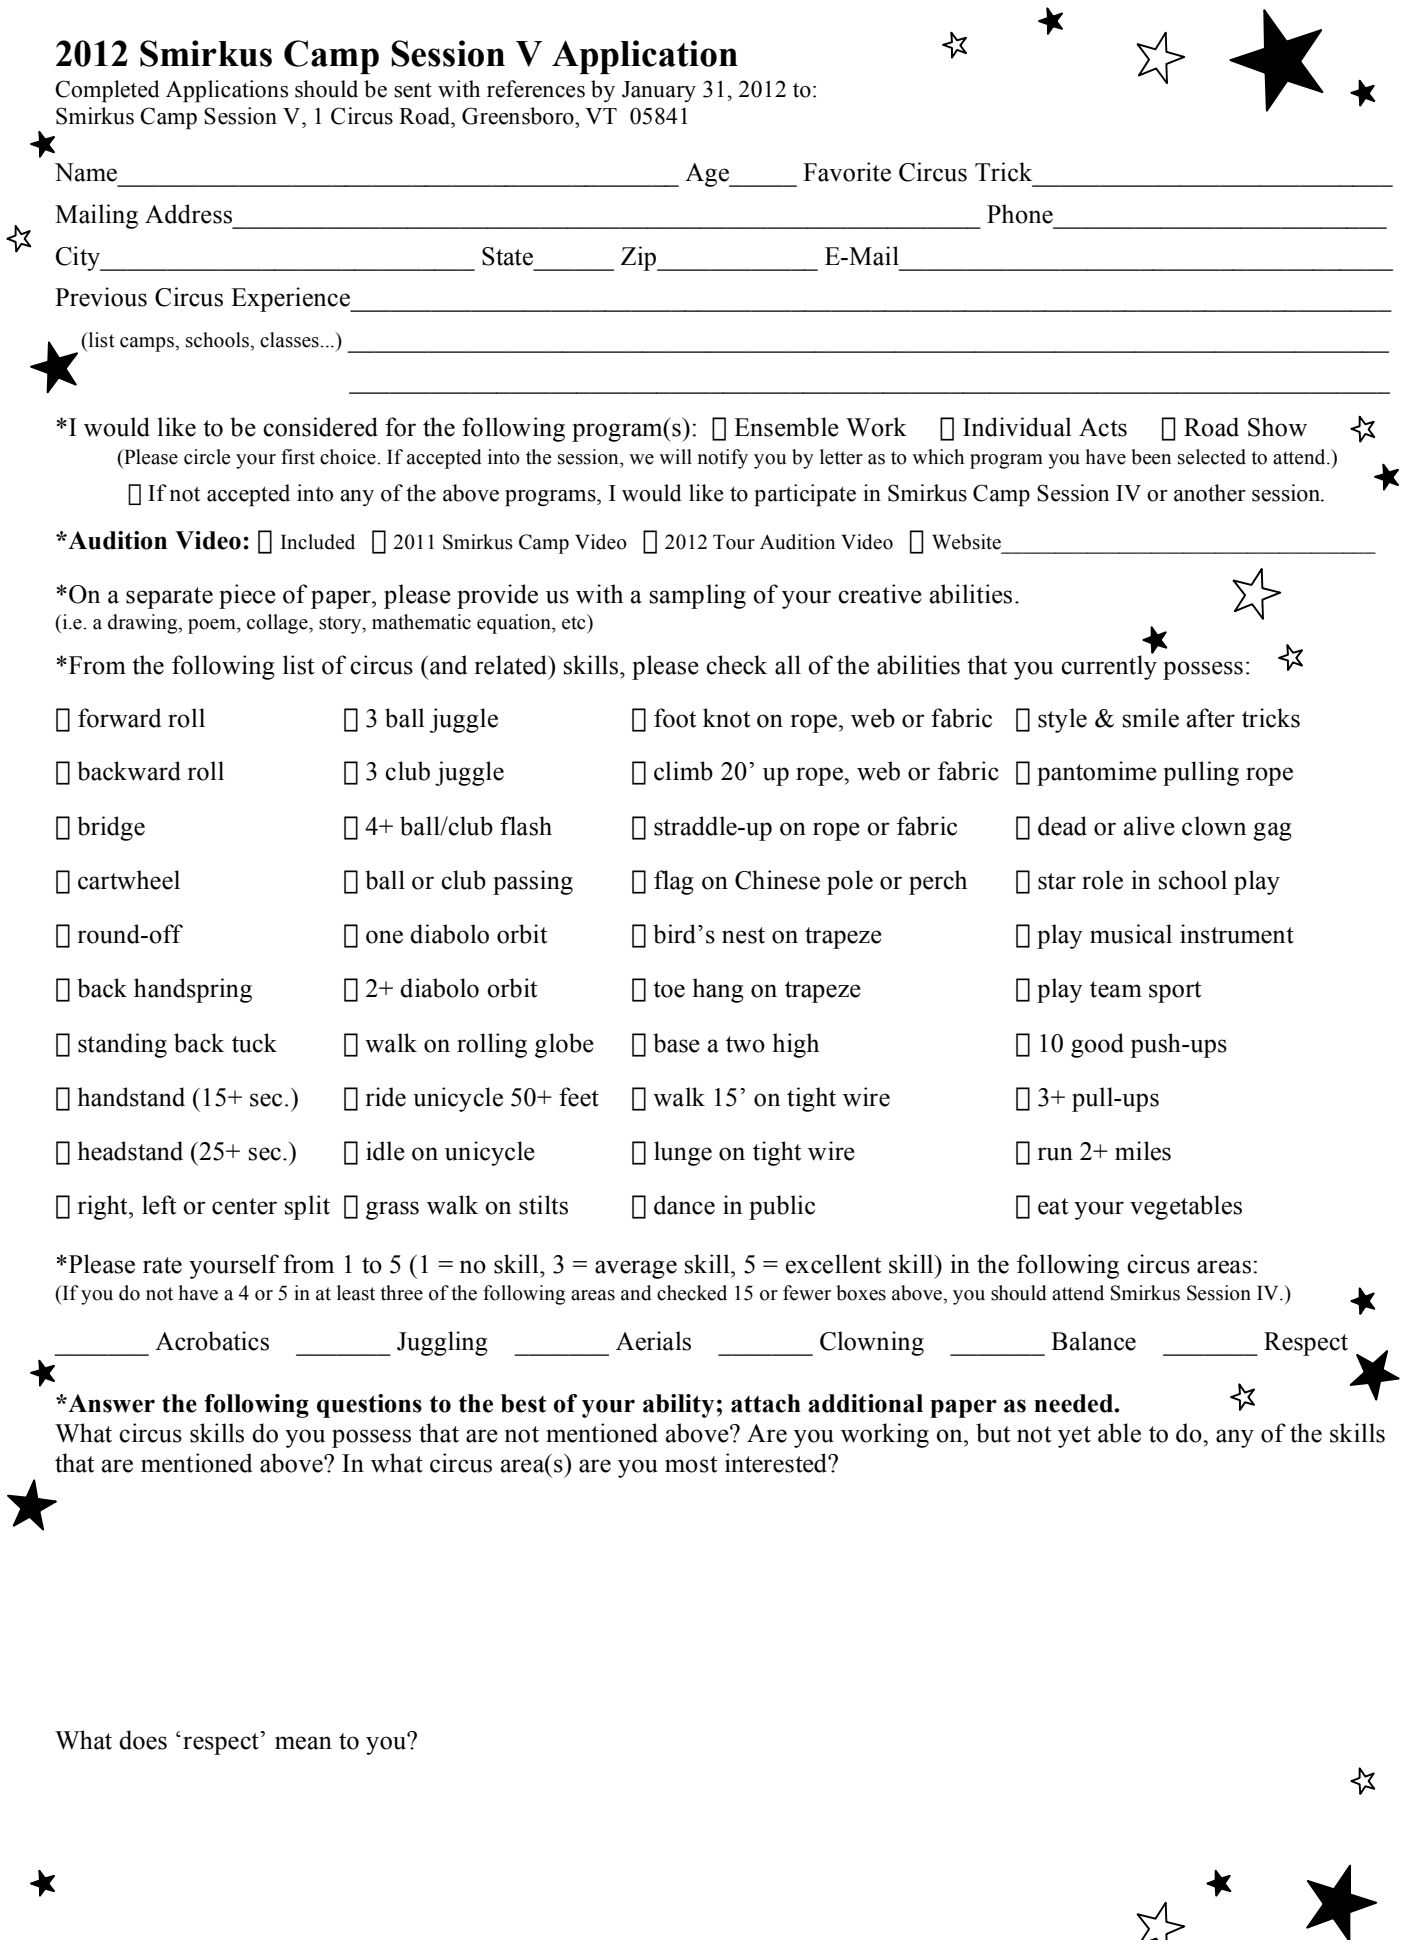 2012 Smirkus Camp Session V Application
Completed Applications should be sent with references by January 31, 2012 to:
Smirkus Camp Session V, 1 Circus Road, Greensboro, VT  05841
Name__________________________________________ Age_____ Favorite Circus Trick___________________________
Mailing Address________________________________________________________ Phone_________________________
City____________________________ State______ Zip____________ E-Mail_____________________________________
Previous Circus Experience______________________________________________________________________________
(list camps, schools, classes...) ______________________________________________________________________________
______________________________________________________________________________
*I would like to be considered for the following program(s): ▯ Ensemble Work ▯ Individual Acts ▯ Road Show
(Please circle your first choice. If accepted into the session, we will notify you by letter as to which program you have been selected to attend.)
▯ If not accepted into any of the above programs, I would like to participate in Smirkus Camp Session IV or another session.
*Audition Video: ▯ Included ▯ 2011 Smirkus Camp Video ▯ 2012 Tour Audition Video ▯ Website____________________________
*On a separate piece of paper, please provide us with a sampling of your creative abilities.
(i.e. a drawing, poem, collage, story, mathematic equation, etc)
*From the following list of circus (and related) skills, please check all of the abilities that you currently possess:
▯ forward roll ▯ 3 ball juggle ▯ foot knot on rope, web or fabric ▯ style & smile after tricks
▯ backward roll ▯ 3 club juggle ▯ climb 20’ up rope, web or fabric ▯ pantomime pulling rope
▯ bridge ▯ 4+ ball/club flash ▯ straddle-up on rope or fabric ▯ dead or alive clown gag
▯ cartwheel ▯ ball or club passing ▯ flag on Chinese pole or perch ▯ star role in school play
▯ round-off ▯ one diabolo orbit ▯ bird’s nest on trapeze ▯ play musical instrument
▯ back handspring ▯ 2+ diabolo orbit ▯ toe hang on trapeze ▯ play team sport
▯ standing back tuck ▯ walk on rolling globe ▯ base a two high ▯ 10 good push-ups
▯ handstand (15+ sec.) ▯ ride unicycle 50+ feet ▯ walk 15’ on tight wire ▯ 3+ pull-ups
▯ headstand (25+ sec.) ▯ idle on unicycle ▯ lunge on tight wire ▯ run 2+ miles
▯ right, left or center split ▯ grass walk on stilts ▯ dance in public ▯ eat your vegetables
*Please rate yourself from 1 to 5 (1 = no skill, 3 = average skill, 5 = excellent skill) in the following circus areas:
(If you do not have a 4 or 5 in at least three of the following areas and checked 15 or fewer boxes above, you should attend Smirkus Session IV.)
_______ Acrobatics _______ Juggling _______ Aerials _______ Clowning _______ Balance _______ Respect
*Answer the following questions to the best of your ability; attach additional paper as needed.
What circus skills do you possess that are not mentioned above? Are you working on, but not yet able to do, any of the skills
that are mentioned above? In what circus area(s) are you most interested?
What does ‘respect’ mean to you?